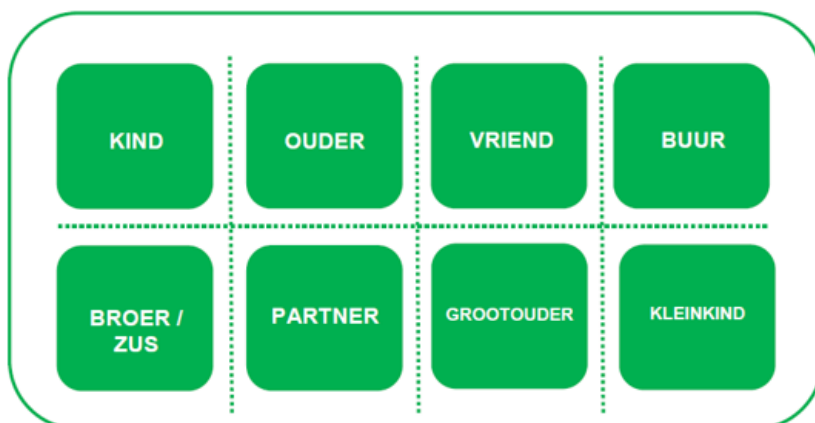 KIND
OUDER
VRIEND
BUUR
BROER /
ZUS
PARTNER
GROOTOUDER
KLEINKIND